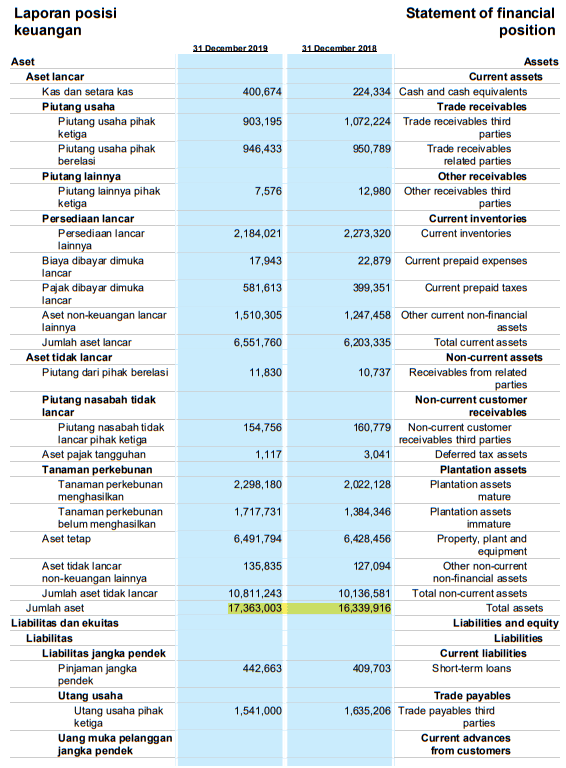 Laporan posisi Statement of financial
keuangan position
31 December 2019 31 December 2018
Aset Assets
Aset lancar Current assets
Kas dan setara kas 400,674 224,334 Cash and cash equivalents
Piutang usaha Trade receivables
Piutang usaha pihak 903,195 1,072,224 Trade receivables third
ketiga parties
Piutang usaha pihak 946,433 950,789 Trade receivables
berelasi related parties
Piutang lainnya Other receivables
Piutang lainnya pihak 7,576 12,980 Other receivables third
ketiga parties
Persediaan lancar Current inventories
Persediaan lancar 2,184,021 2,273,320 Current inventories
lainnya
Biaya dibayar dimuka 17,943 22,879 Current prepaid expenses
lancar
Pajak dibayar dimuka 581,613 399,351 Current prepaid taxes
lancar
Aset non-keuangan lancar 1,510,305 1,247,458 Other current non-financial
lainnya assets
Jumlah aset lancar 6,551,760 6,203,335 Total current assets
Aset tidak lancar Non-current assets
Piutang dari pihak berelasi 11,830 10,737 Receivables from related
parties
Piutang nasabah tidak Non-current customer
lancar receivables
Piutang nasabah tidak 154,756 160,779 Non-current customer
lancar pihak ketiga receivables third parties
Aset pajak tangguhan 1,117 3,041 Deferred tax assets
Tanaman perkebunan Plantation assets
Tanaman perkebunan 2,298,180 2,022,128 Plantation assets
menghasilkan mature
Tanaman perkebunan 1,717,731 1,384,346 Plantation assets
belum menghasilkan immature
Aset tetap 6,491,794 6,428,456 Property, plant and
equipment
Aset tidak lancar 135,835 127,094 Other non-current
non-keuangan lainnya non-financial assets
Jumlah aset tidak lancar 10,811,243 10,136,581 Total non-current assets
Jumlah aset 17,363,003 16,339,916 Total assets
Liabilitas dan ekuitas Liabilities and equity
Liabilitas Liabilities
Liabilitas jangka pendek Current liabilities
Pinjaman jangka 442,663 409,703 Short-term loans
pendek
Utang usaha Trade payables
Utang usaha pihak 1,541,000 1,635,206 Trade payables third
ketiga parties
Uang muka pelanggan Current advances
jangka pendek from customers